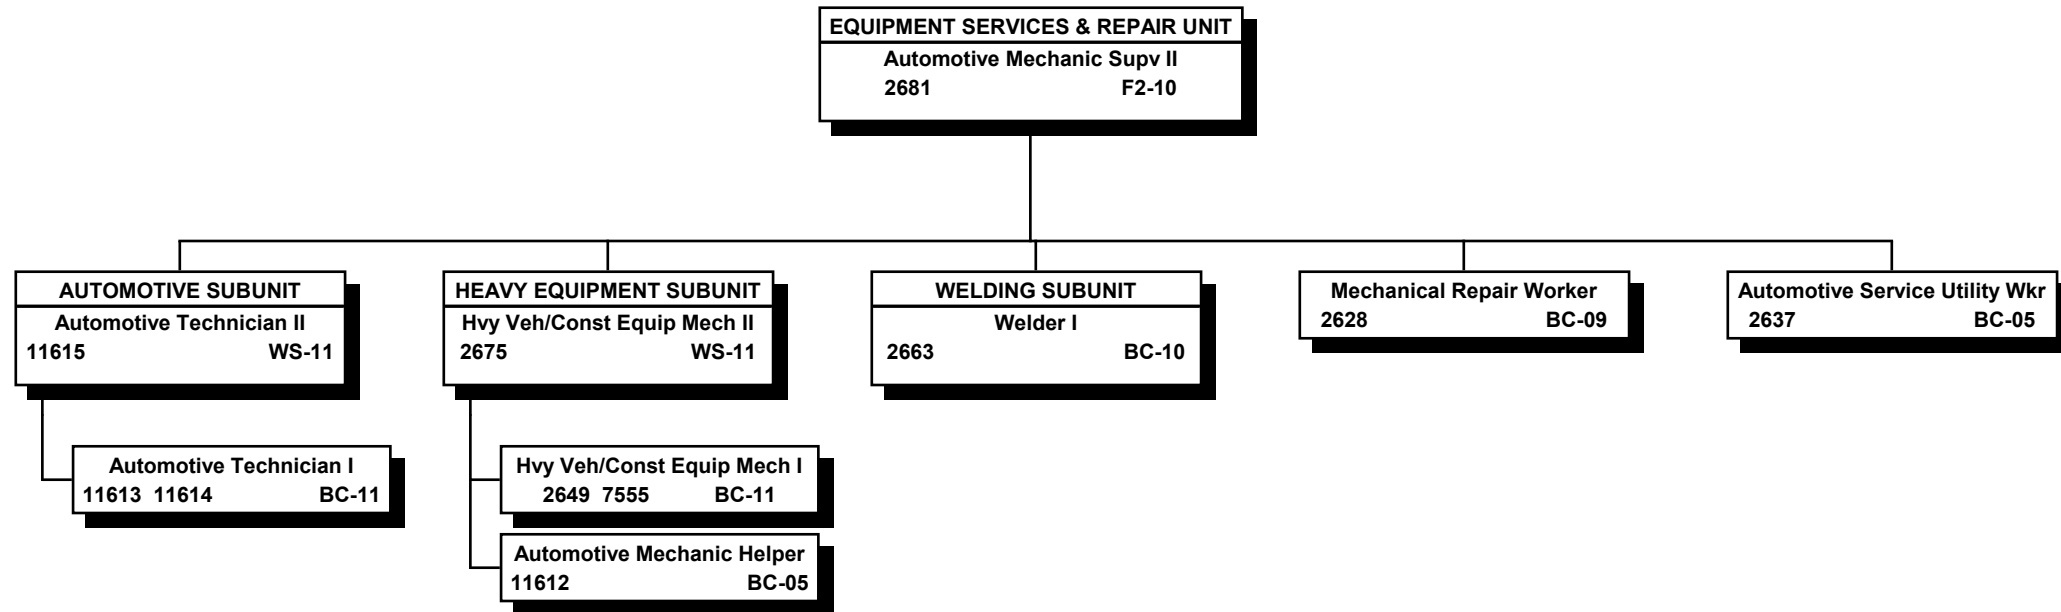 EQUIPMENT SERVICES & REPAIR UNIT
Automotive Mechanic Supv II
2681 F2-10
AUTOMOTIVE SUBUNIT
Automotive Technician II
11615 WS-11
Automotive Technician I
11613 11614 BC-11
HEAVY EQUIPMENT SUBUNIT
Hvy Veh/Const Equip Mech II
2675 WS-11
Hvy Veh/Const Equip Mech I
2649 7555 BC-11
Automotive Mechanic Helper
11612 BC-05
WELDING SUBUNIT
Welder I
2663 BC-10
Mechanical Repair Worker
2628 BC-09
Automotive Service Utility Wkr
2637 BC-05